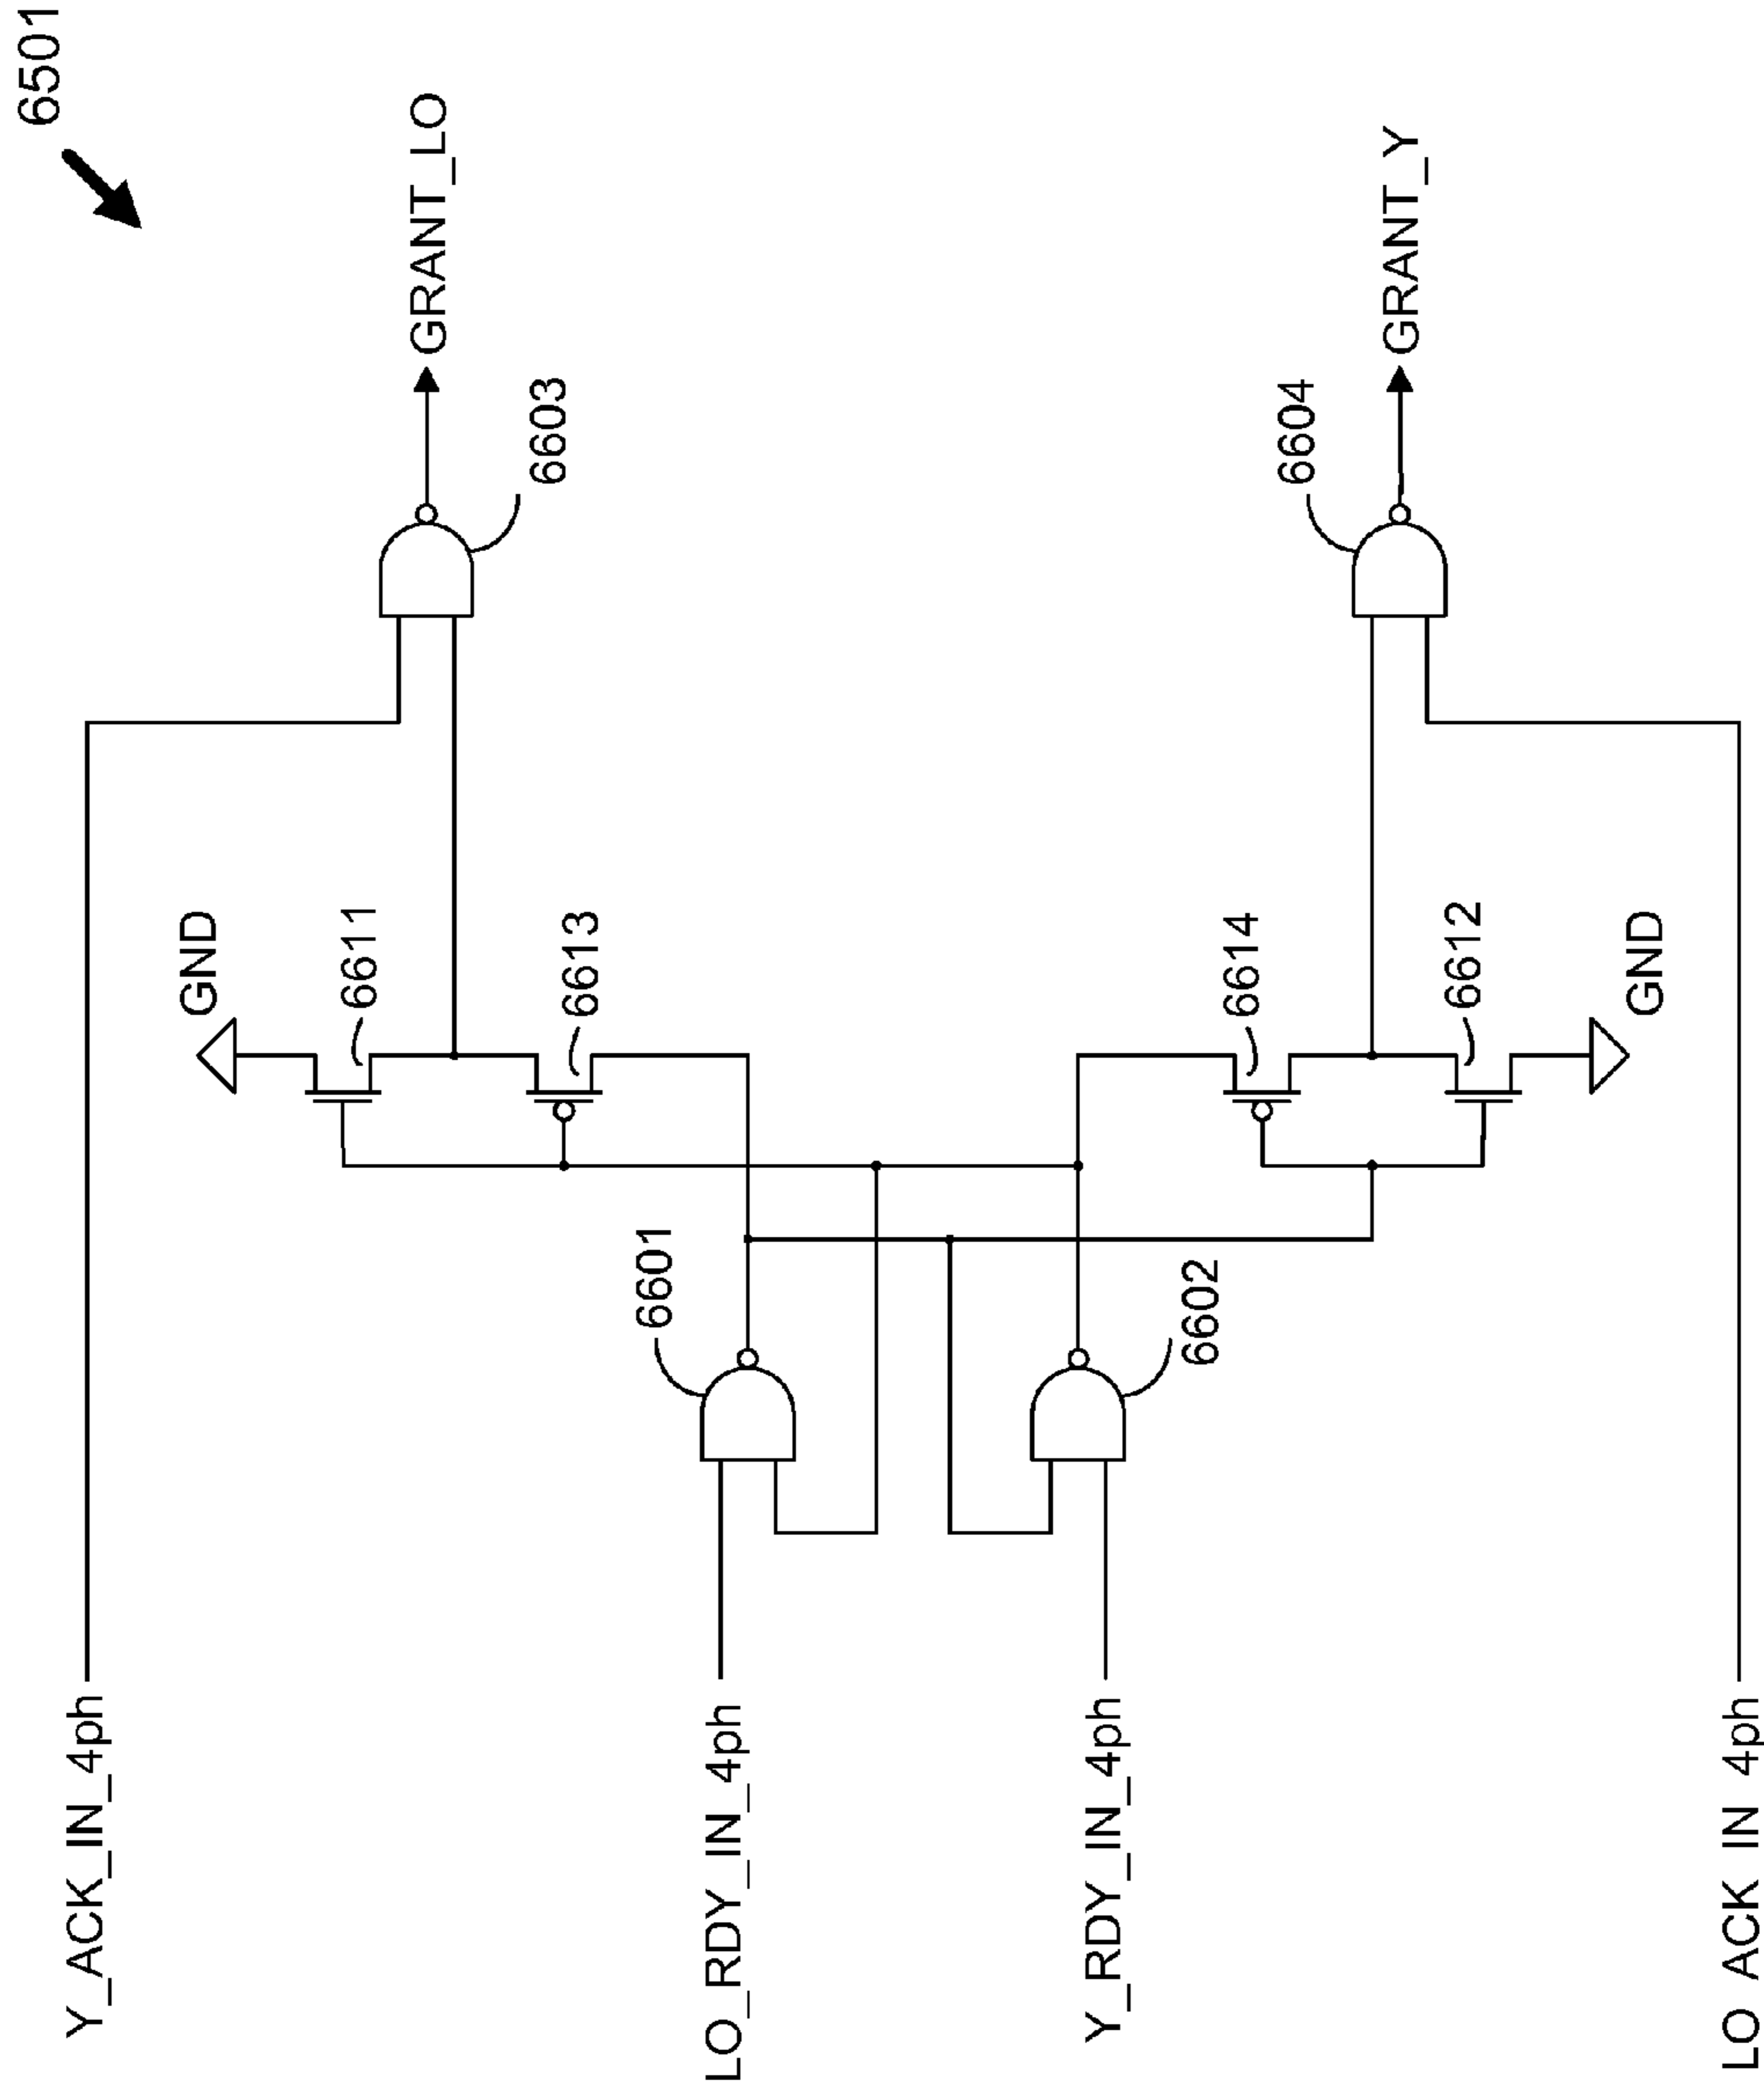 6501
Y_ACK_IN_4ph
GRANT_LO
6603
GND
6611
6613
LO_RDY_IN_4ph
6601
Y_RDY_IN_4ph
6602
6614
6612
GND
6604
GRANT_Y
LO_ACK_IN_4ph